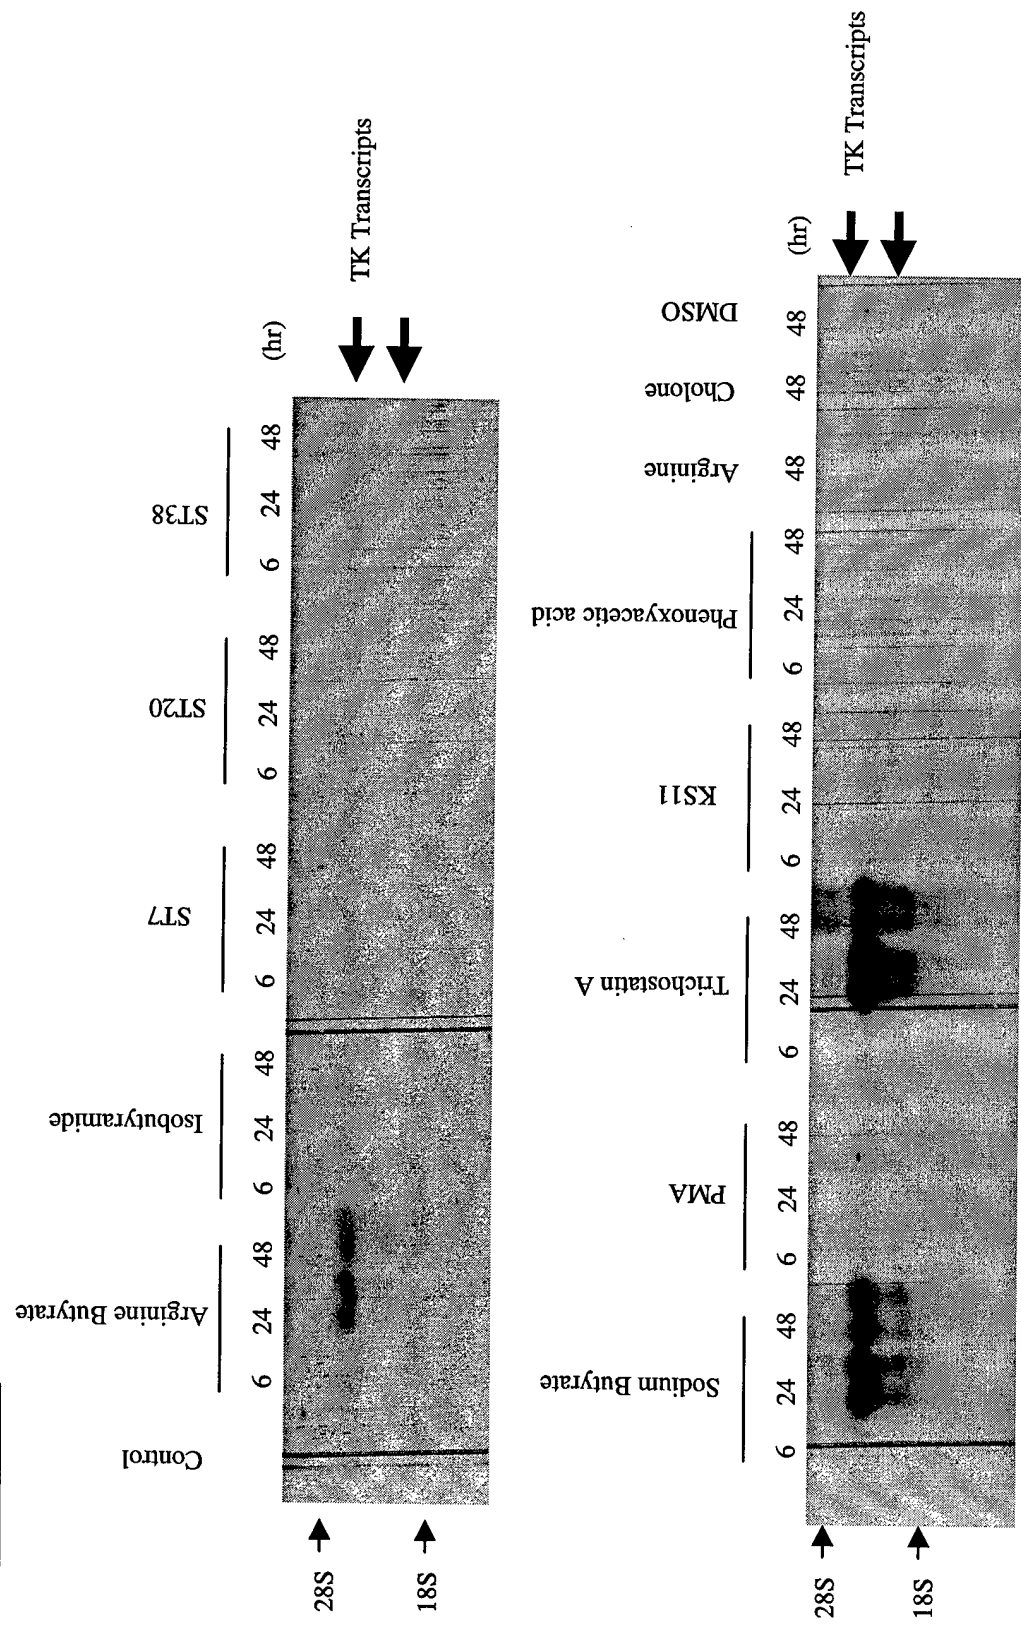 Control
Arginine Butyrate
Isobutyramide
ST7
ST20
ST38
6 24 48 6 24 48 6 24 48 6 24 48 6 24 48 (hr)
28S
18S
TK Transcripts
Sodium Butyrate
PMA
Trichostatin A
KS11
Phenoxyacetic acid
Arginine
Cholone
DMSO
6 24 48 6 24 48 6 24 48 6 24 48 6 24 48 48 48 48 (hr)
28S
18S
TK Transcripts